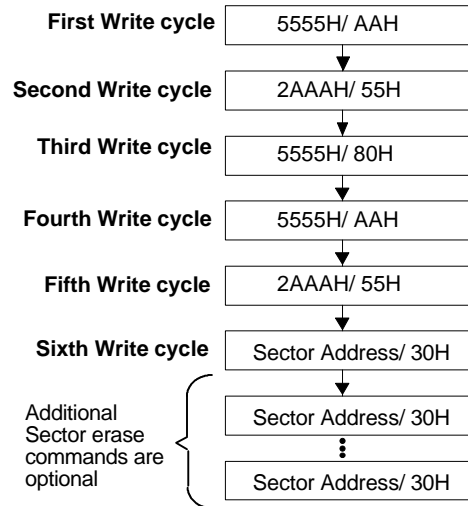 First Write cycle 5555H/ AAH
Second Write cycle 2AAAH/ 55H
Third Write cycle 5555H/ 80H
Fourth Write cycle 5555H/ AAH
Fifth Write cycle 2AAAH/ 55H
Sixth Write cycle Sector Address/ 30H
Additional
Sector erase
commands are
optional
Sector Address/ 30H
Sector Address/ 30H